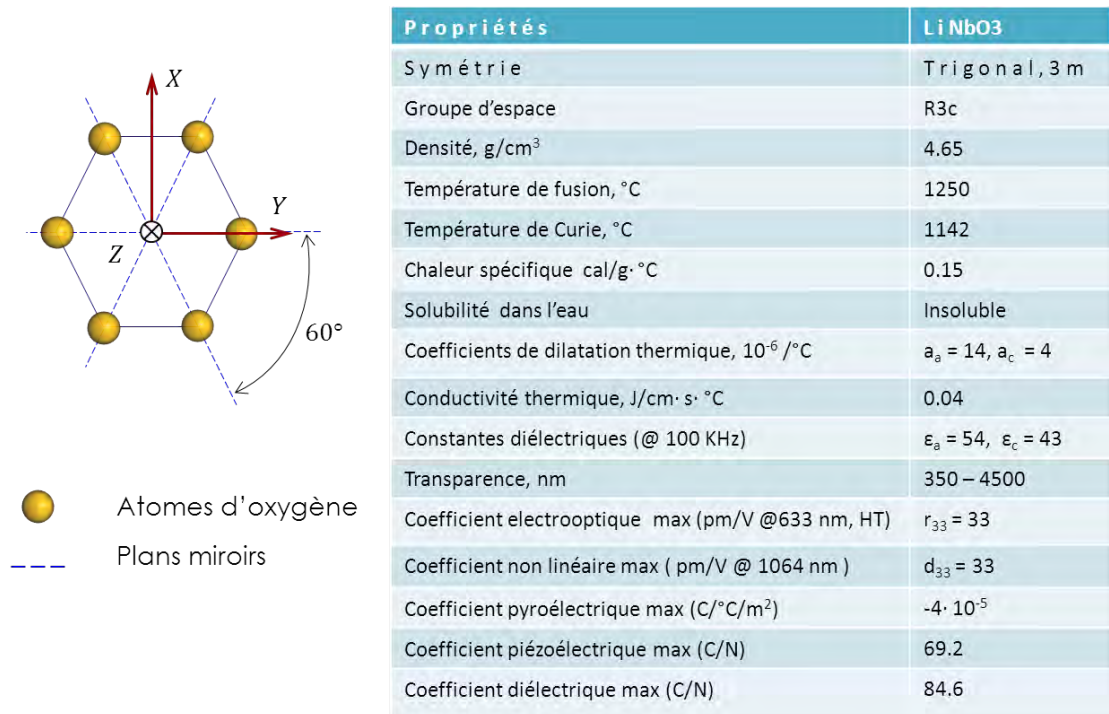 X
Y
Z
60°
Atomes d'oxygène
Plans miroirs
Propriétés LiNbO3
Symétrie Trigonal, 3 m
Groupe d'espace R3c
Densité, g/cm³ 4.65
Température de fusion, °C 1250
Température de Curie, °C 1142
Chaleur spécifique cal/g· °C 0.15
Solubilité dans l'eau Insoluble
Coefficients de dilatation thermique, 10⁻⁶ /°C aₐ = 14, a꜀ = 4
Conductivité thermique, J/cm· s· °C 0.04
Constantes diélectriques (@ 100 KHz) εₐ = 54, ε꜀ = 43
Transparence, nm 350 – 4500
Coefficient electrooptique max (pm/V @633 nm, HT) r₃₃ = 33
Coefficient non linéaire max ( pm/V @ 1064 nm ) d₃₃ = 33
Coefficient pyroélectrique max (C/°C/m²) -4· 10⁻⁵
Coefficient piézoélectrique max (C/N) 69.2
Coefficient diélectrique max (C/N) 84.6